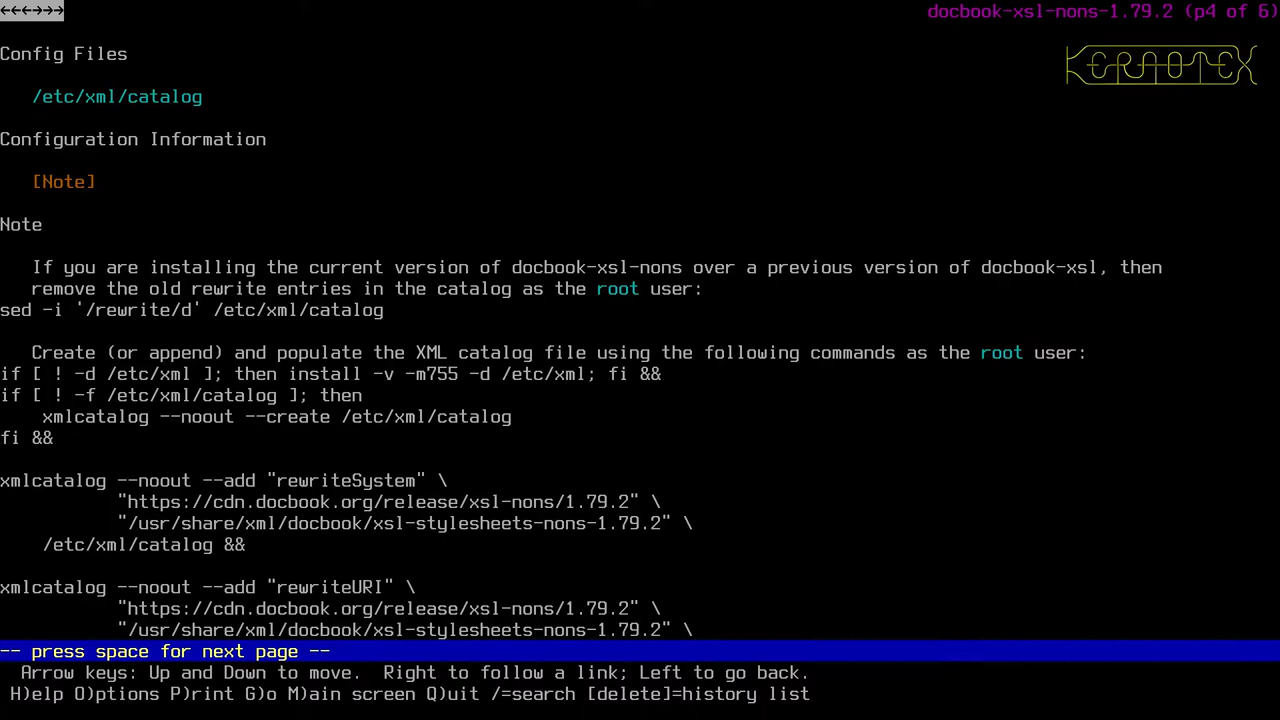 ←←←→→→ docbook-xsl-nons-1.79.2 (p4 of 6)
KERNOTEX
Config Files
/etc/xml/catalog
Configuration Information
[Note]
Note
If you are installing the current version of docbook-xsl-nons over a previous version of docbook-xsl, then
remove the old rewrite entries in the catalog as the root user:
sed -i '/rewrite/d' /etc/xml/catalog
Create (or append) and populate the XML catalog file using the following commands as the root user:
if [ ! -d /etc/xml ]; then install -v -m755 -d /etc/xml; fi &&
if [ ! -f /etc/xml/catalog ]; then
xmlcatalog --noout --create /etc/xml/catalog
fi &&
xmlcatalog --noout --add "rewriteSystem" \
"https://cdn.docbook.org/release/xsl-nons/1.79.2" \
"/usr/share/xml/docbook/xsl-stylesheets-nons-1.79.2" \
/etc/xml/catalog &&
xmlcatalog --noout --add "rewriteURI" \
"https://cdn.docbook.org/release/xsl-nons/1.79.2" \
"/usr/share/xml/docbook/xsl-stylesheets-nons-1.79.2" \
-- press space for next page --
Arrow keys: Up and Down to move. Right to follow a link; Left to go back.
H)elp O)ptions P)rint G)o M)ain screen Q)uit /=search [delete]=history list